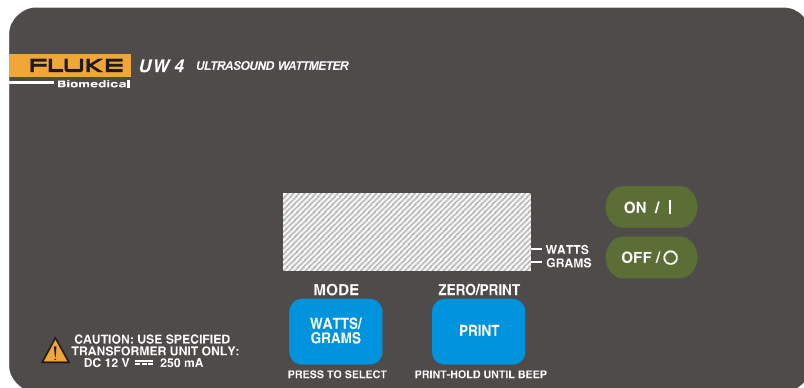 FLUKE
Biomedical
UW 4 ULTRASOUND WATTMETER
ON / |
WATTS
GRAMS
OFF / O
MODE
WATTS/
GRAMS
PRESS TO SELECT
ZERO/PRINT
PRINT
PRINT-HOLD UNTIL BEEP
CAUTION: USE SPECIFIED
TRANSFORMER UNIT ONLY:
DC 12 V ⎓ 250 mA